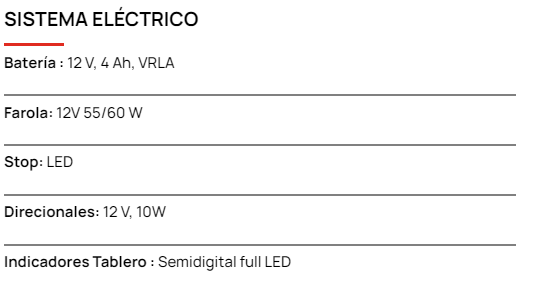 SISTEMA ELÉCTRICO
Batería : 12 V, 4 Ah, VRLA
Farola: 12V 55/60 W
Stop: LED
Direcionales: 12 V, 10W
Indicadores Tablero : Semidigital full LED